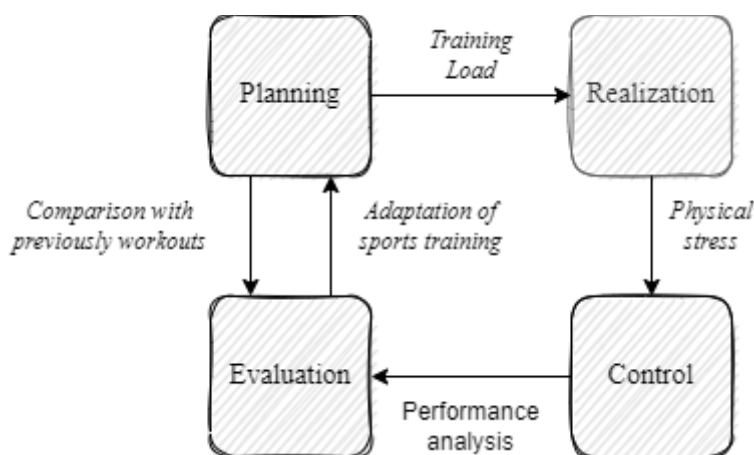 Training
Load
Planning
Realization
Comparison with
previously workouts
Adaptation of
sports training
Physical
stress
Evaluation
Control
Performance
analysis